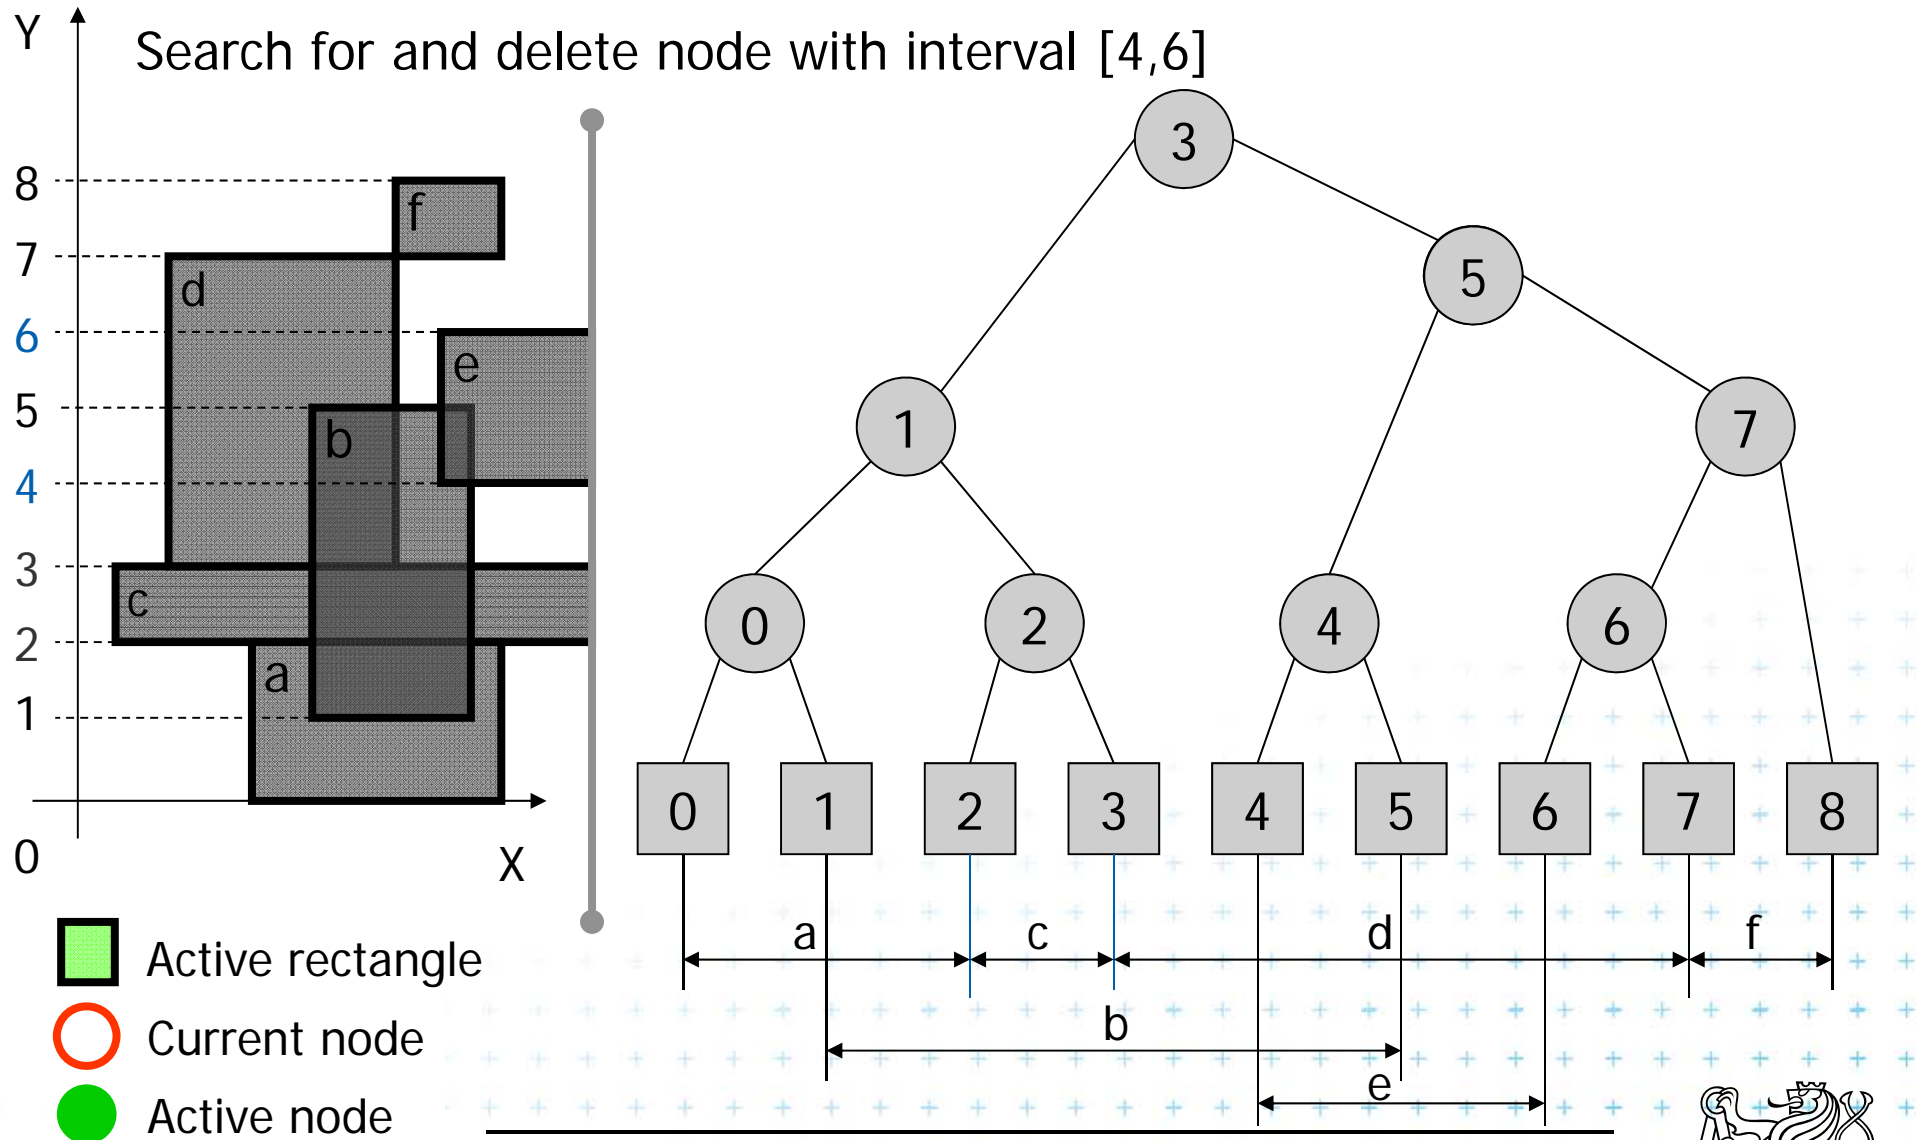 Y
Search for and delete node with interval [4,6]
8
7
6
5
4
3
2
1
0
X
f
d
e
b
c
a
3
5
1
7
0
2
4
6
0 1 2 3 4 5 6 7 8
a c d f
b
e
Active rectangle
Current node
Active node